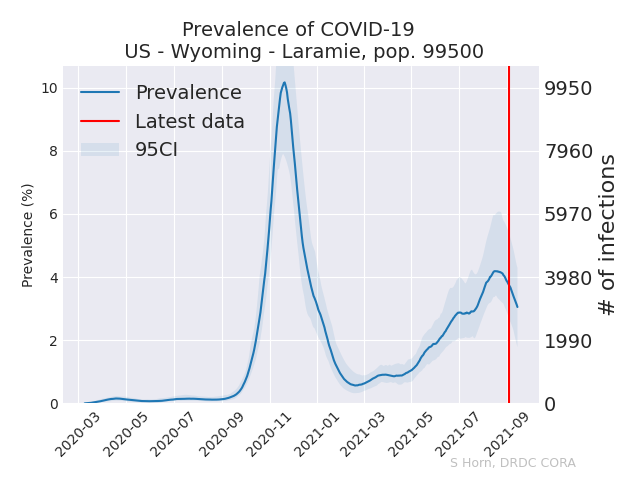 Prevalence of COVID-19
US - Wyoming - Laramie, pop. 99500
Prevalence
Latest data
95CI
Prevalence (%)
10
8
6
4
2
0
9950
7960
5970
3980
1990
0
# of infections
2020-03
2020-05
2020-07
2020-09
2020-11
2021-01
2021-03
2021-05
2021-07
2021-09
S Horn, DRDC CORA